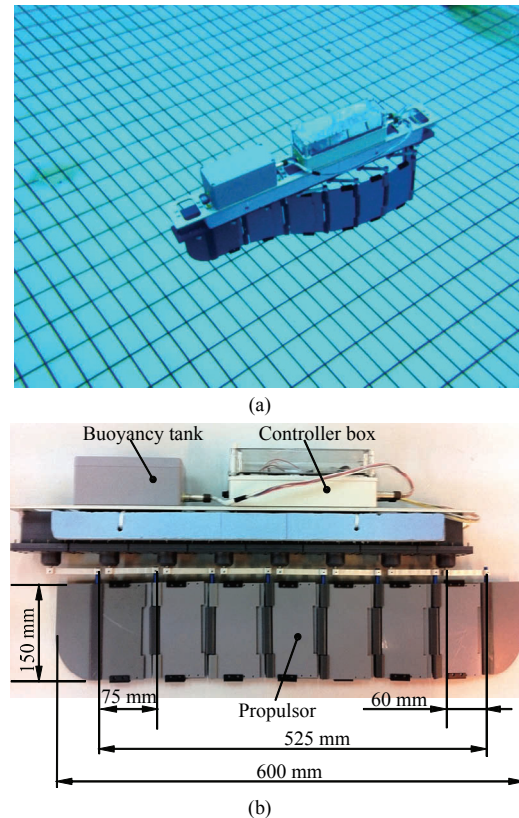 (a)
Buoyancy tank
Controller box
150 mm
75 mm
Propulsor
60 mm
525 mm
600 mm
(b)